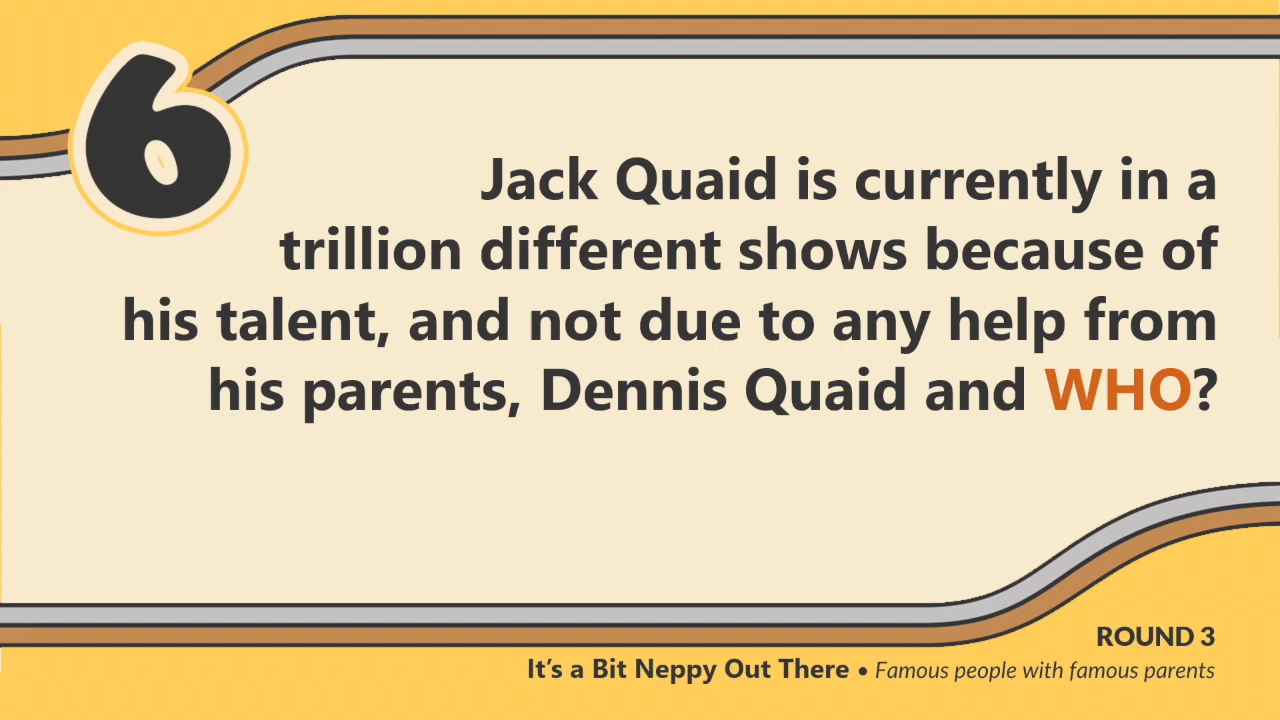 6
Jack Quaid is currently in a
trillion different shows because of
his talent, and not due to any help from
his parents, Dennis Quaid and WHO?
ROUND 3
It’s a Bit Neppy Out There • Famous people with famous parents